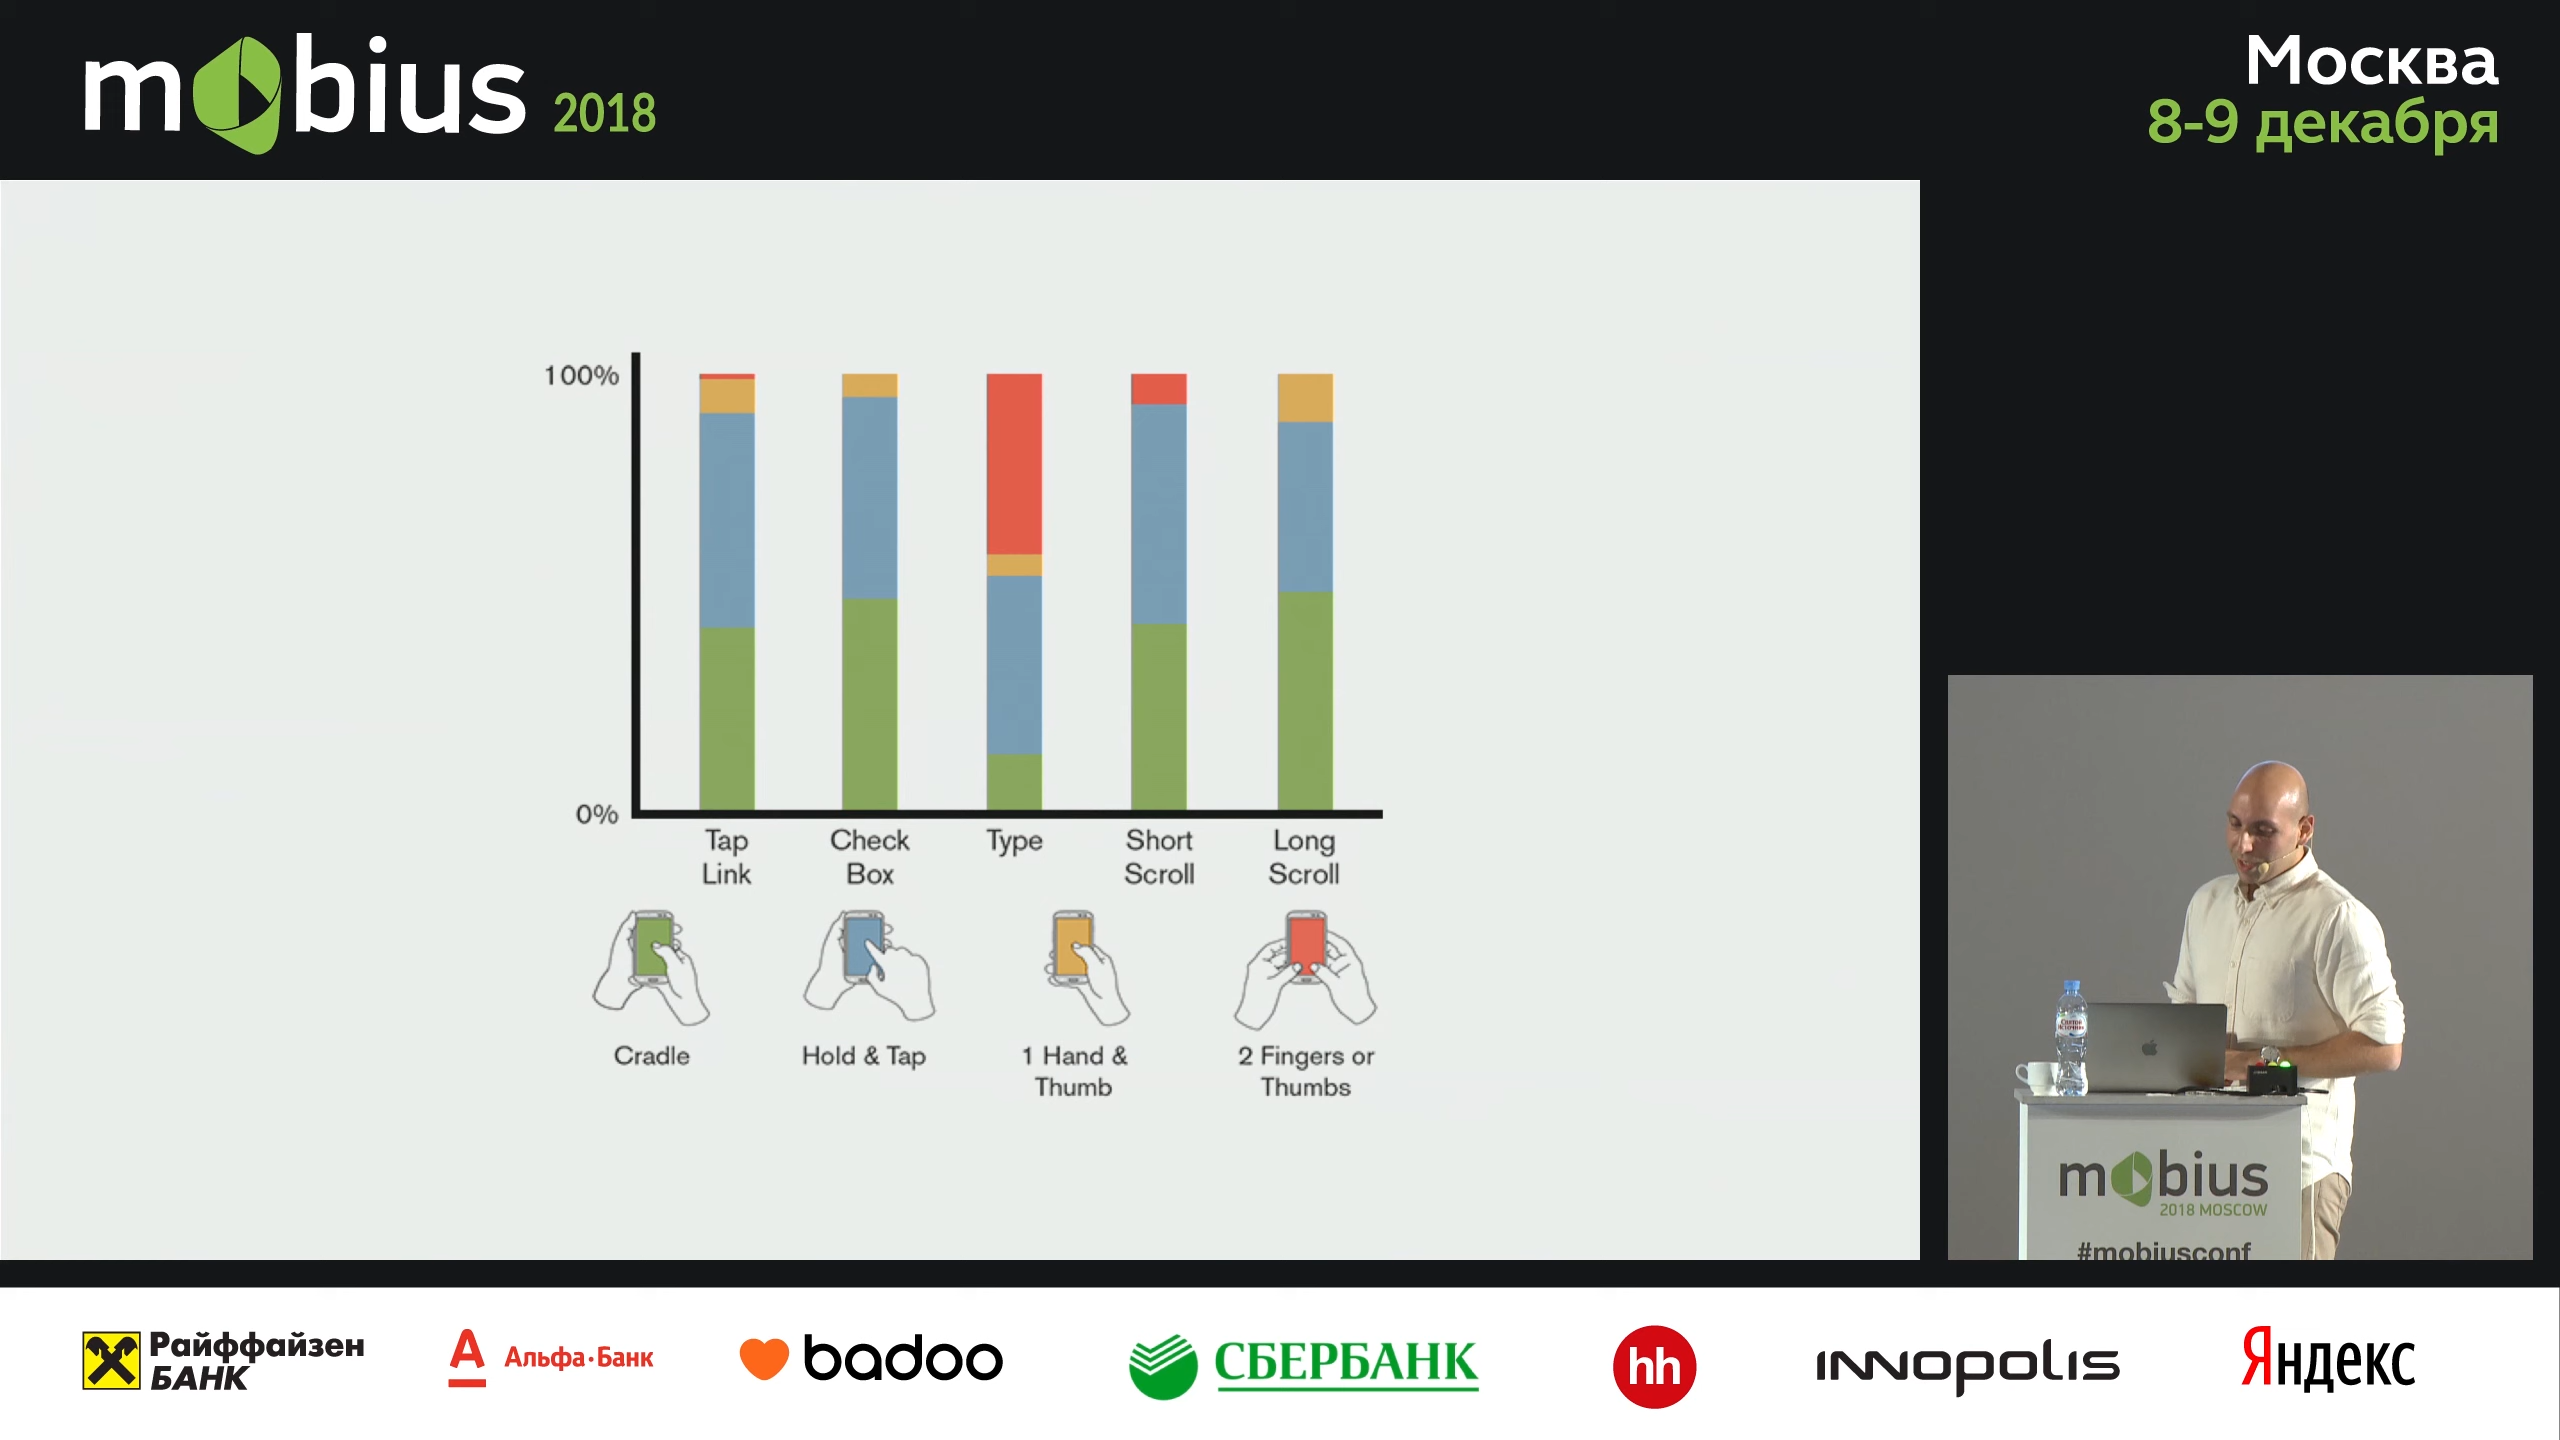 mobius 2018
Москва
8-9 декабря
100%
0%
Tap
Link
Check
Box
Type
Short
Scroll
Long
Scroll
Cradle
Hold & Tap
1 Hand &
Thumb
2 Fingers or
Thumbs
mobius
2018 MOSCOW
#mobiusconf
Райффайзен
БАНК
Альфа·Банк
badoo
СБЕРБАНК
hh
INNOPOLIS
Яндекс